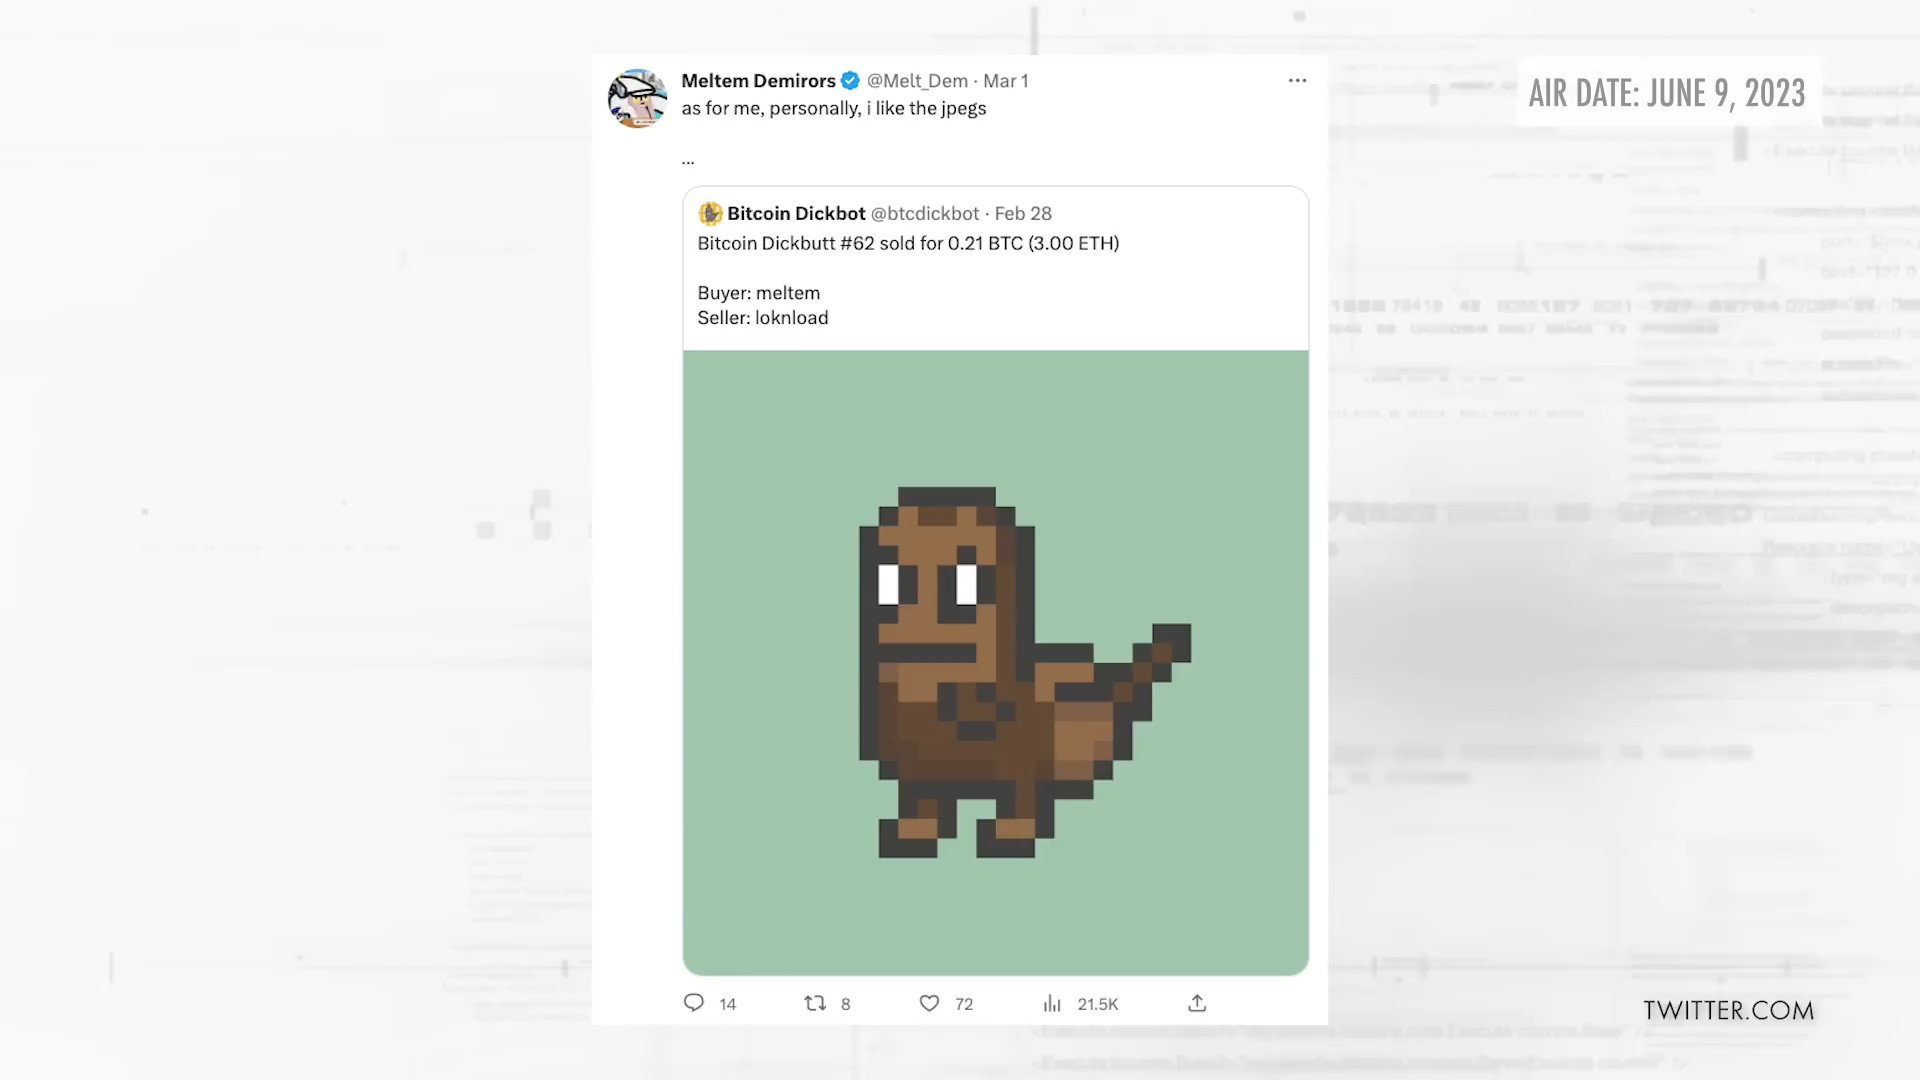 Meltem Demirors @Melt_Dem · Mar 1
as for me, personally, i like the jpegs
...
Bitcoin Dickbot @btcdickbot · Feb 28
Bitcoin Dickbutt #62 sold for 0.21 BTC (3.00 ETH)
Buyer: meltem
Seller: loknload
14 8 72 21.5K
AIR DATE: JUNE 9, 2023
TWITTER.COM